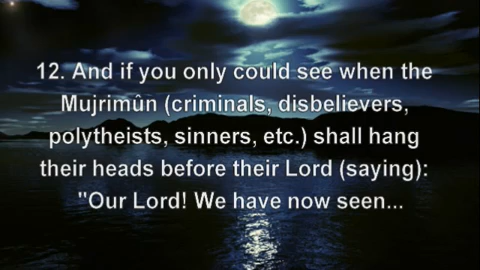 12. And if you only could see when the
Mujrimûn (criminals, disbelievers,
polytheists, sinners, etc.) shall hang
their heads before their Lord (saying):
"Our Lord! We have now seen...